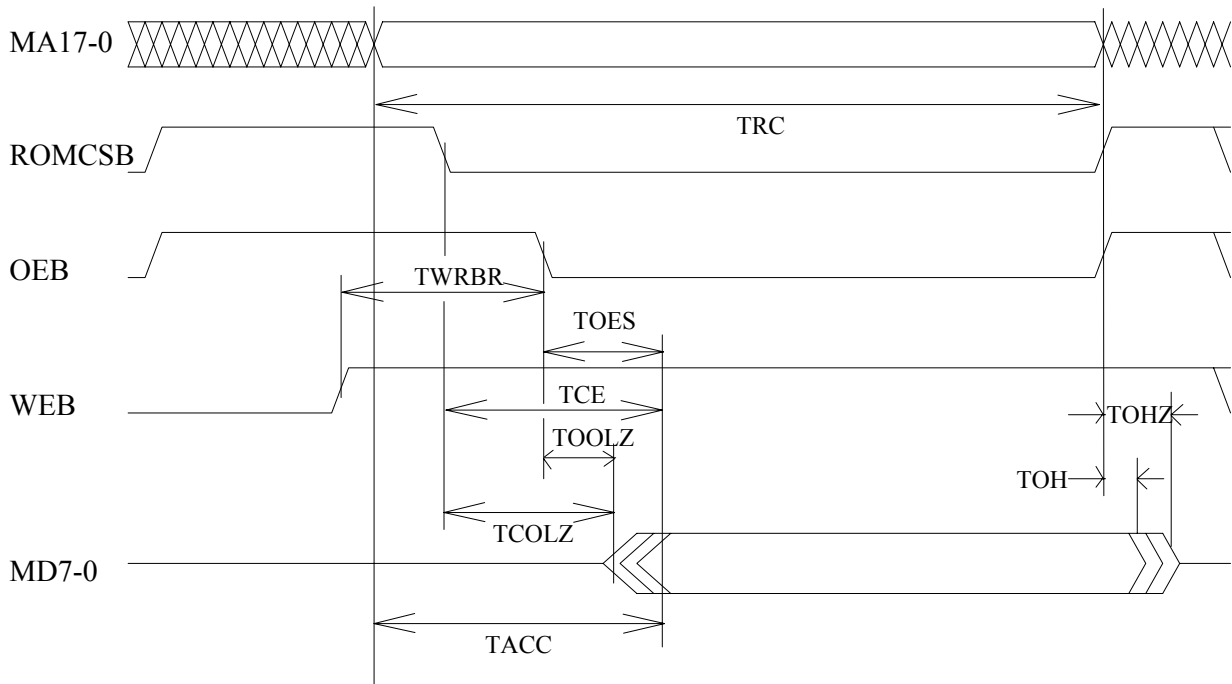 MA17-0
TRC
ROMCSB
OEB
TWRBR
TOES
WEB
TCE
TOHZ
TOOLZ
TOH
TCOLZ
MD7-0
TACC